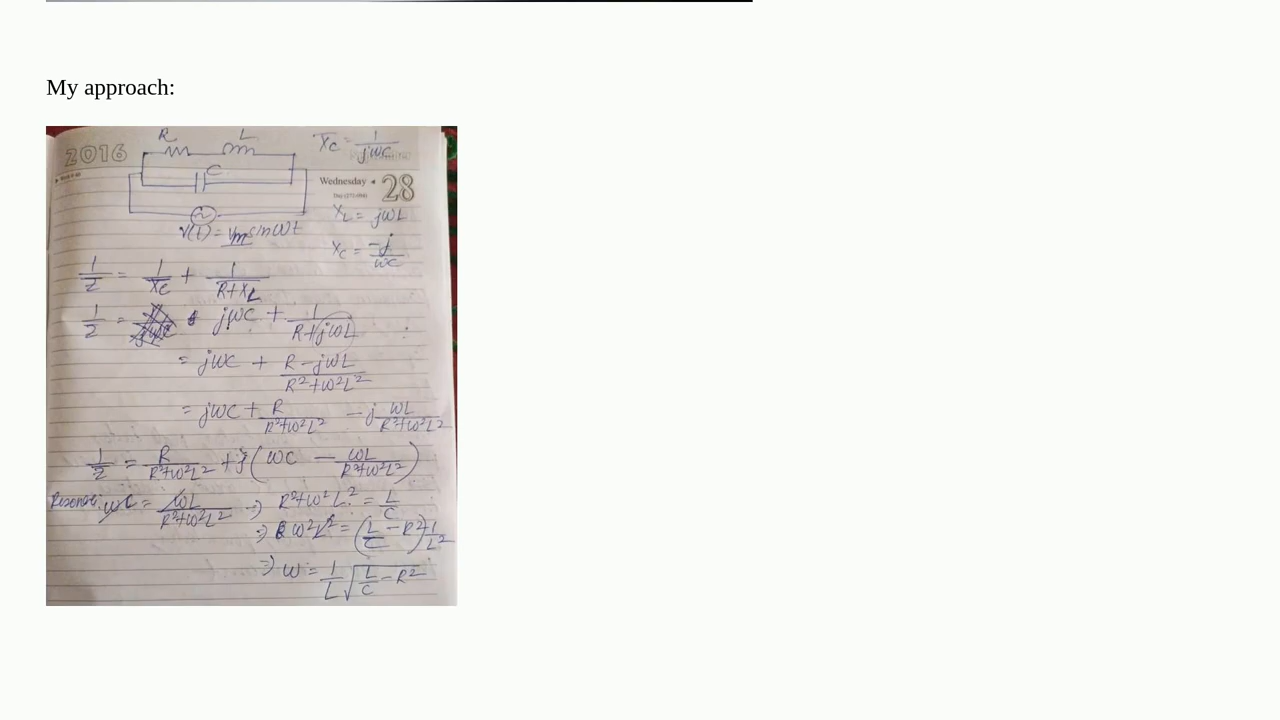 My approach:
R L
2016
C
X̅C = 1/jωC
Wednesday 28
v(t) = Vm sin ωt
XL = jωL
XC = -j/ωC
1/Z = 1/XC + 1/(R+XL)
1/Z = jωC + 1/(R+jωL)
= jωC + (R-jωL)/(R²+ω²L²)
= jωC + R/(R²+ω²L²) - j ωL/(R²+ω²L²)
1/Z = R/(R²+ω²L²) + j(ωC - ωL/(R²+ω²L²))
Resonance: ωC = ωL/(R²+ω²L²) ⇒ R²+ω²L² = L/C
⇒ ω²L² = (L/C - R²) 1/L²
⇒ ω = 1/L √(L/C - R²)